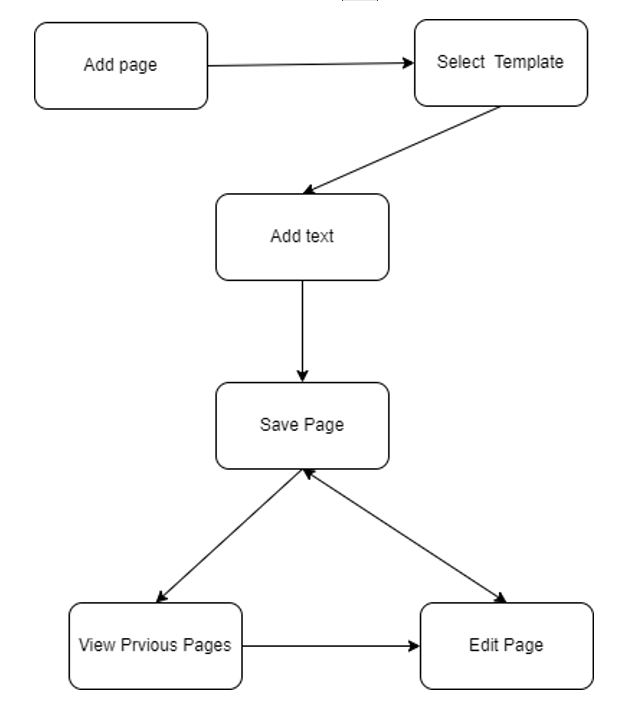 Add page
Select Template
Add text
Save Page
View Prvious Pages
Edit Page